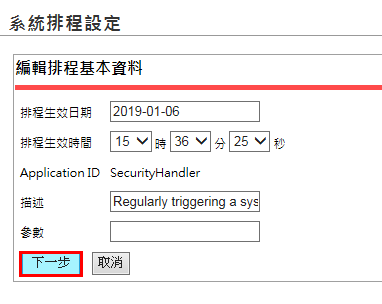 系統排程設定
編輯排程基本資料
排程生效日期 2019-01-06
排程生效時間 15 時 36 分 25 秒
Application ID SecurityHandler
描述 Regularly triggering a sys
參數
下一步 取消